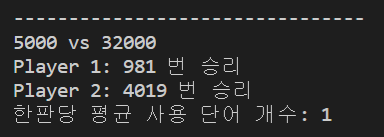 --------------------------------
5000 vs 32000
Player 1: 981 번 승리
Player 2: 4019 번 승리
한판당 평균 사용 단어 개수: 1